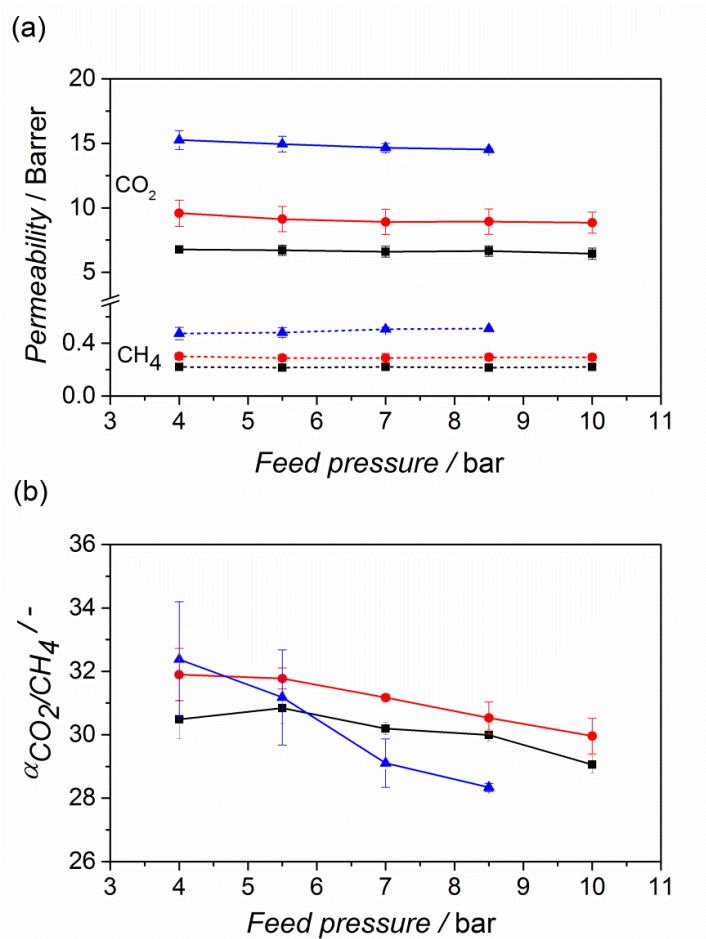 (a)
Permeability / Barrer
20
15
10
5
0.4
0.0
CO2
CH4
3 4 5 6 7 8 9 10 11
Feed pressure / bar
(b)
αCO2/CH4 / -
36
34
32
30
28
26
3 4 5 6 7 8 9 10 11
Feed pressure / bar